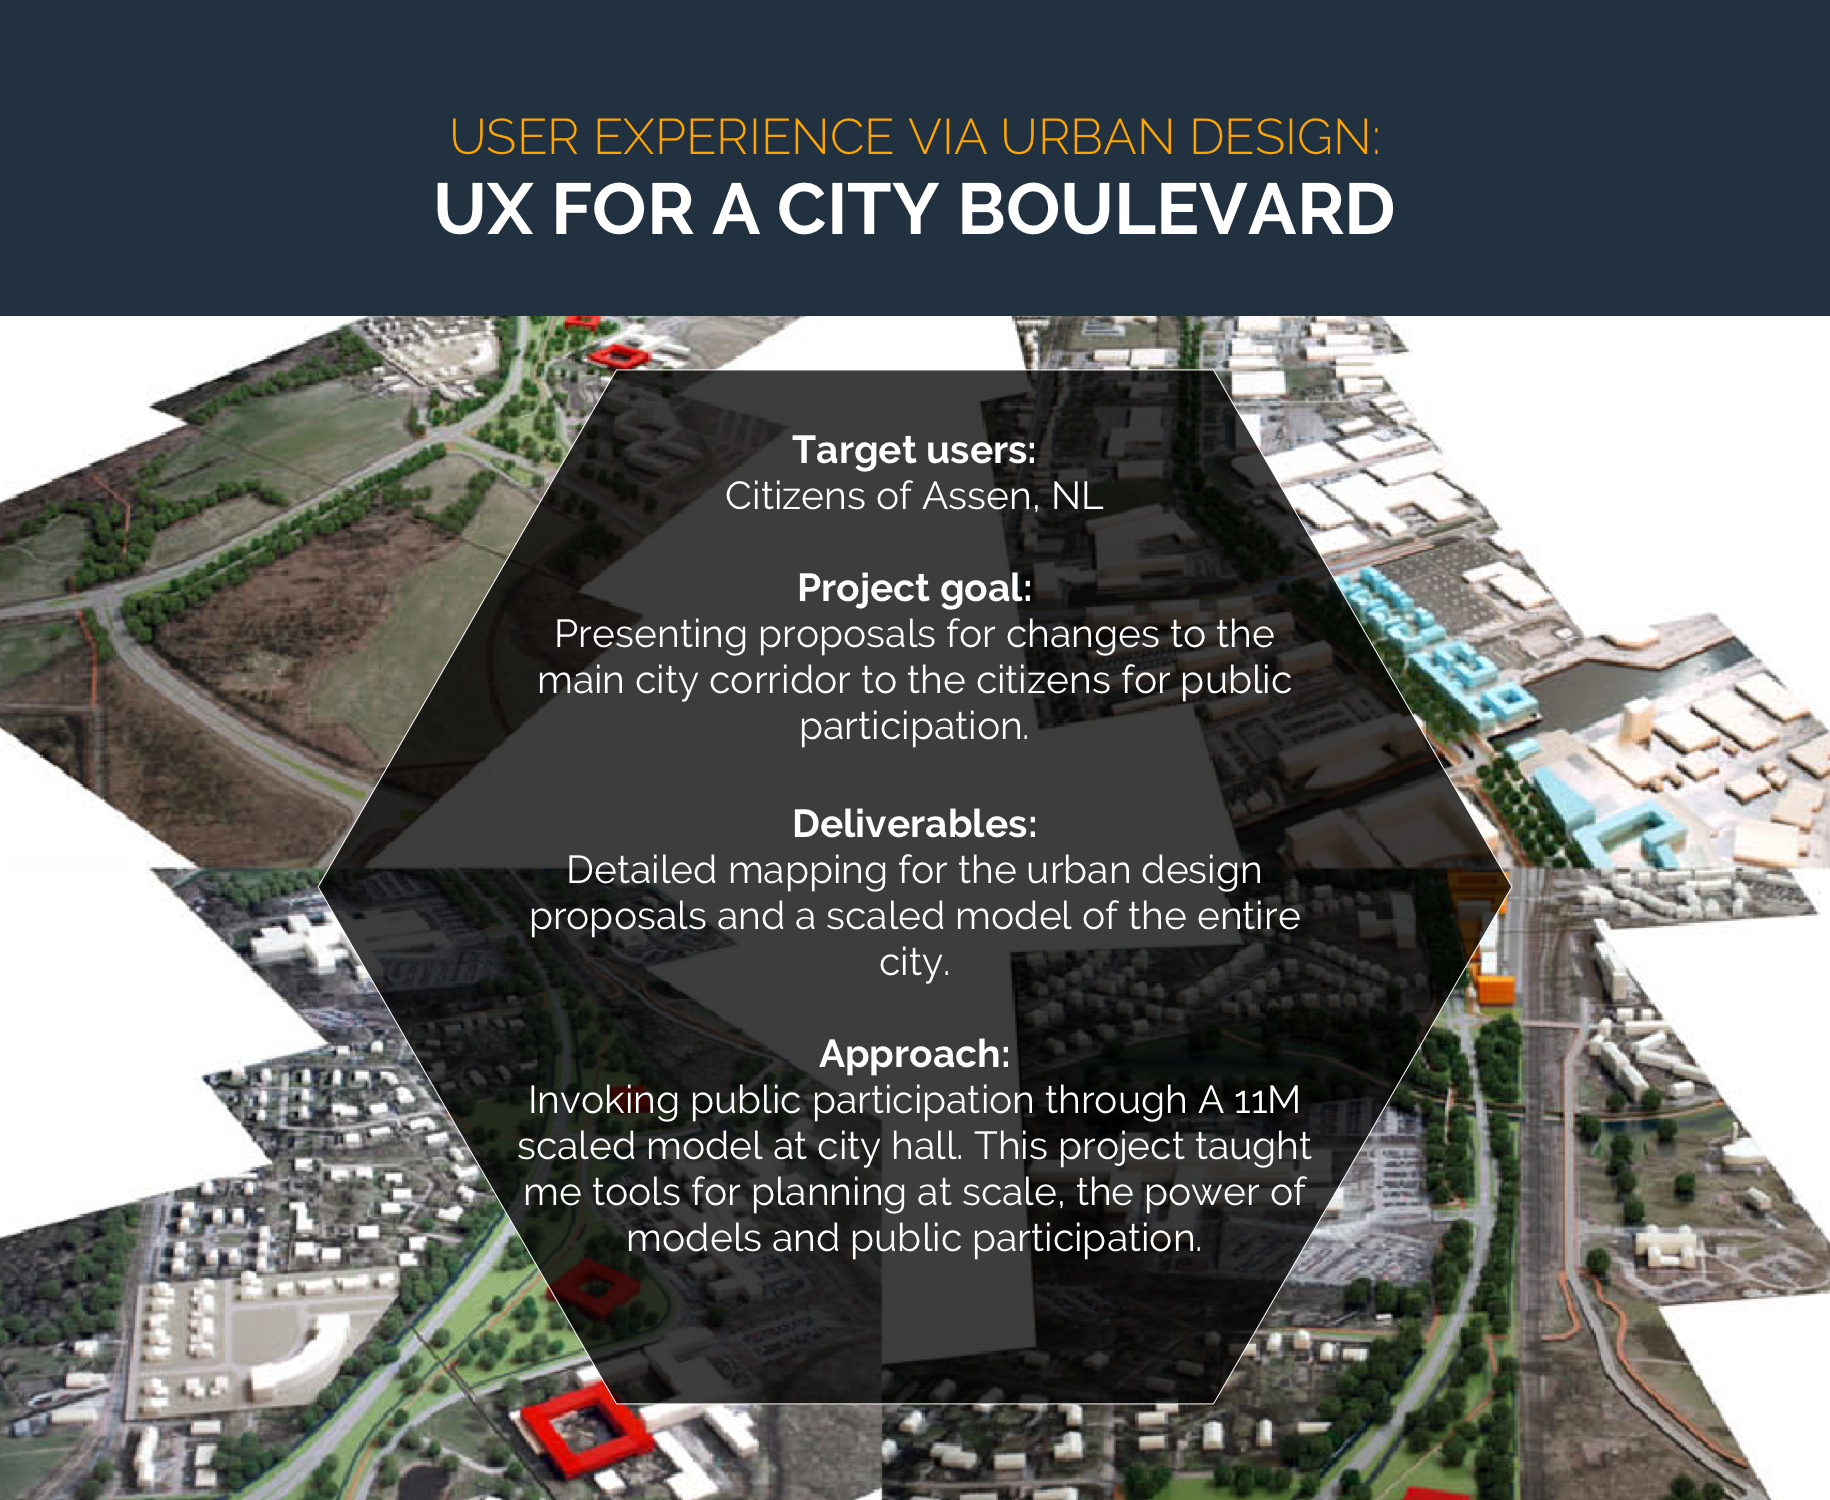 USER EXPERIENCE VIA URBAN DESIGN:
UX FOR A CITY BOULEVARD
Target users:
Citizens of Assen, NL
Project goal:
Presenting proposals for changes to the
main city corridor to the citizens for public
participation.
Deliverables:
Detailed mapping for the urban design
proposals and a scaled model of the entire
city.
Approach:
Invoking public participation through A 11M
scaled model at city hall. This project taught
me tools for planning at scale, the power of
models and public participation.